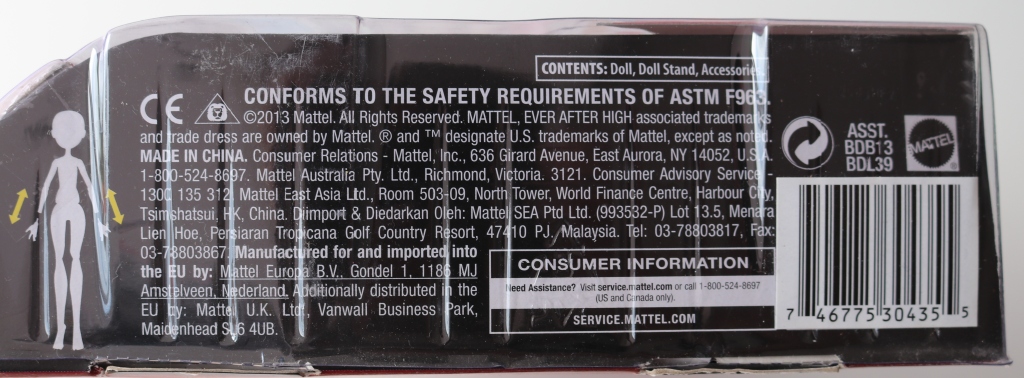 CONTENTS: Doll, Doll Stand, Accessories.
CE
CONFORMS TO THE SAFETY REQUIREMENTS OF ASTM F963.
©2013 Mattel. All Rights Reserved. MATTEL, EVER AFTER HIGH associated trademarks
and trade dress are owned by Mattel. ® and ™ designate U.S. trademarks of Mattel, except as noted.
MADE IN CHINA. Consumer Relations - Mattel, Inc., 636 Girard Avenue, East Aurora, NY 14052, U.S.A.
1-800-524-8697. Mattel Australia Pty. Ltd., Richmond, Victoria. 3121. Consumer Advisory Service -
1300 135 312. Mattel East Asia Ltd., Room 503-09, North Tower, World Finance Centre, Harbour City,
Tsimshatsui, HK, China. Diimport & Diedarkan Oleh: Mattel SEA Ptd Ltd. (993532-P) Lot 13.5, Menara
Lien Hoe, Persiaran Tropicana Golf Country Resort, 47410 PJ. Malaysia. Tel: 03-78803817, Fax:
03-78803867. Manufactured for and imported into
the EU by: Mattel Europa B.V., Gondel 1, 1186 MJ
Amstelveen, Nederland. Additionally distributed in the
EU by: Mattel U.K. Ltd., Vanwall Business Park,
Maidenhead SL6 4UB.
CONSUMER INFORMATION
Need Assistance? Visit service.mattel.com or call 1-800-524-8697
(US and Canada only).
SERVICE.MATTEL.COM
ASST.
BDB13
BDL39
MATTEL
7 46775 30435 5